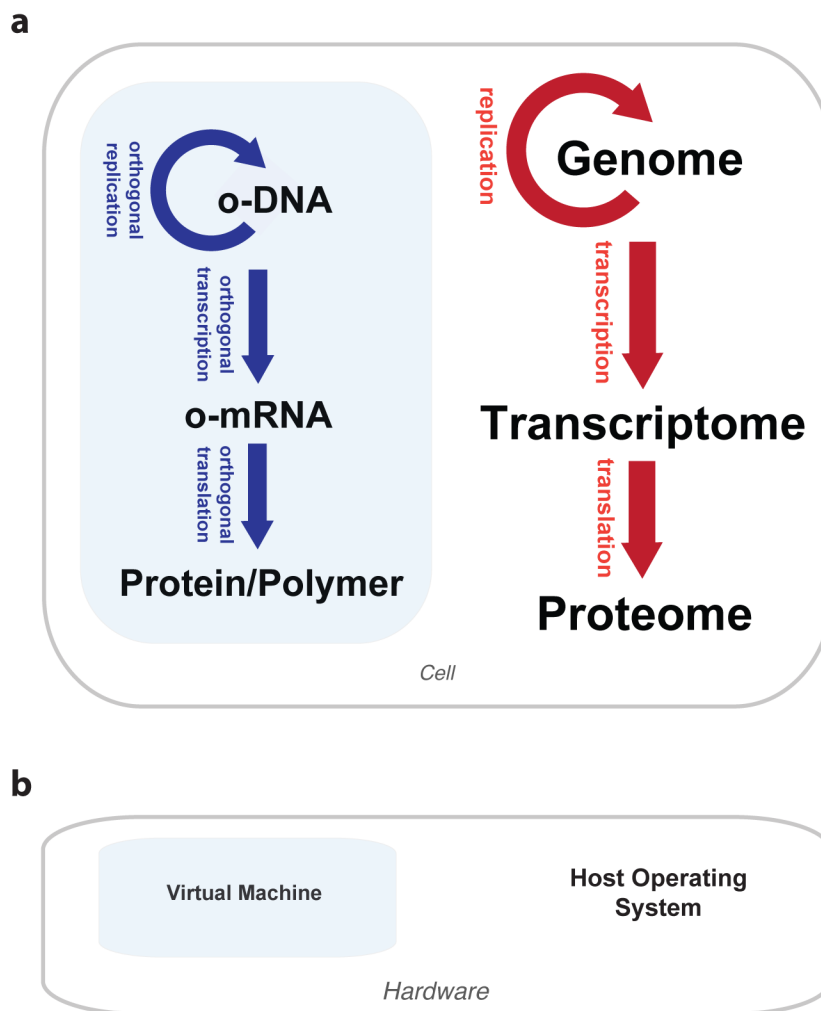 a
orthogonal
replication
o-DNA
orthogonal
transcription
o-mRNA
orthogonal
translation
Protein/Polymer
replication
Genome
transcription
Transcriptome
translation
Proteome
Cell
b
Virtual Machine
Host Operating
System
Hardware